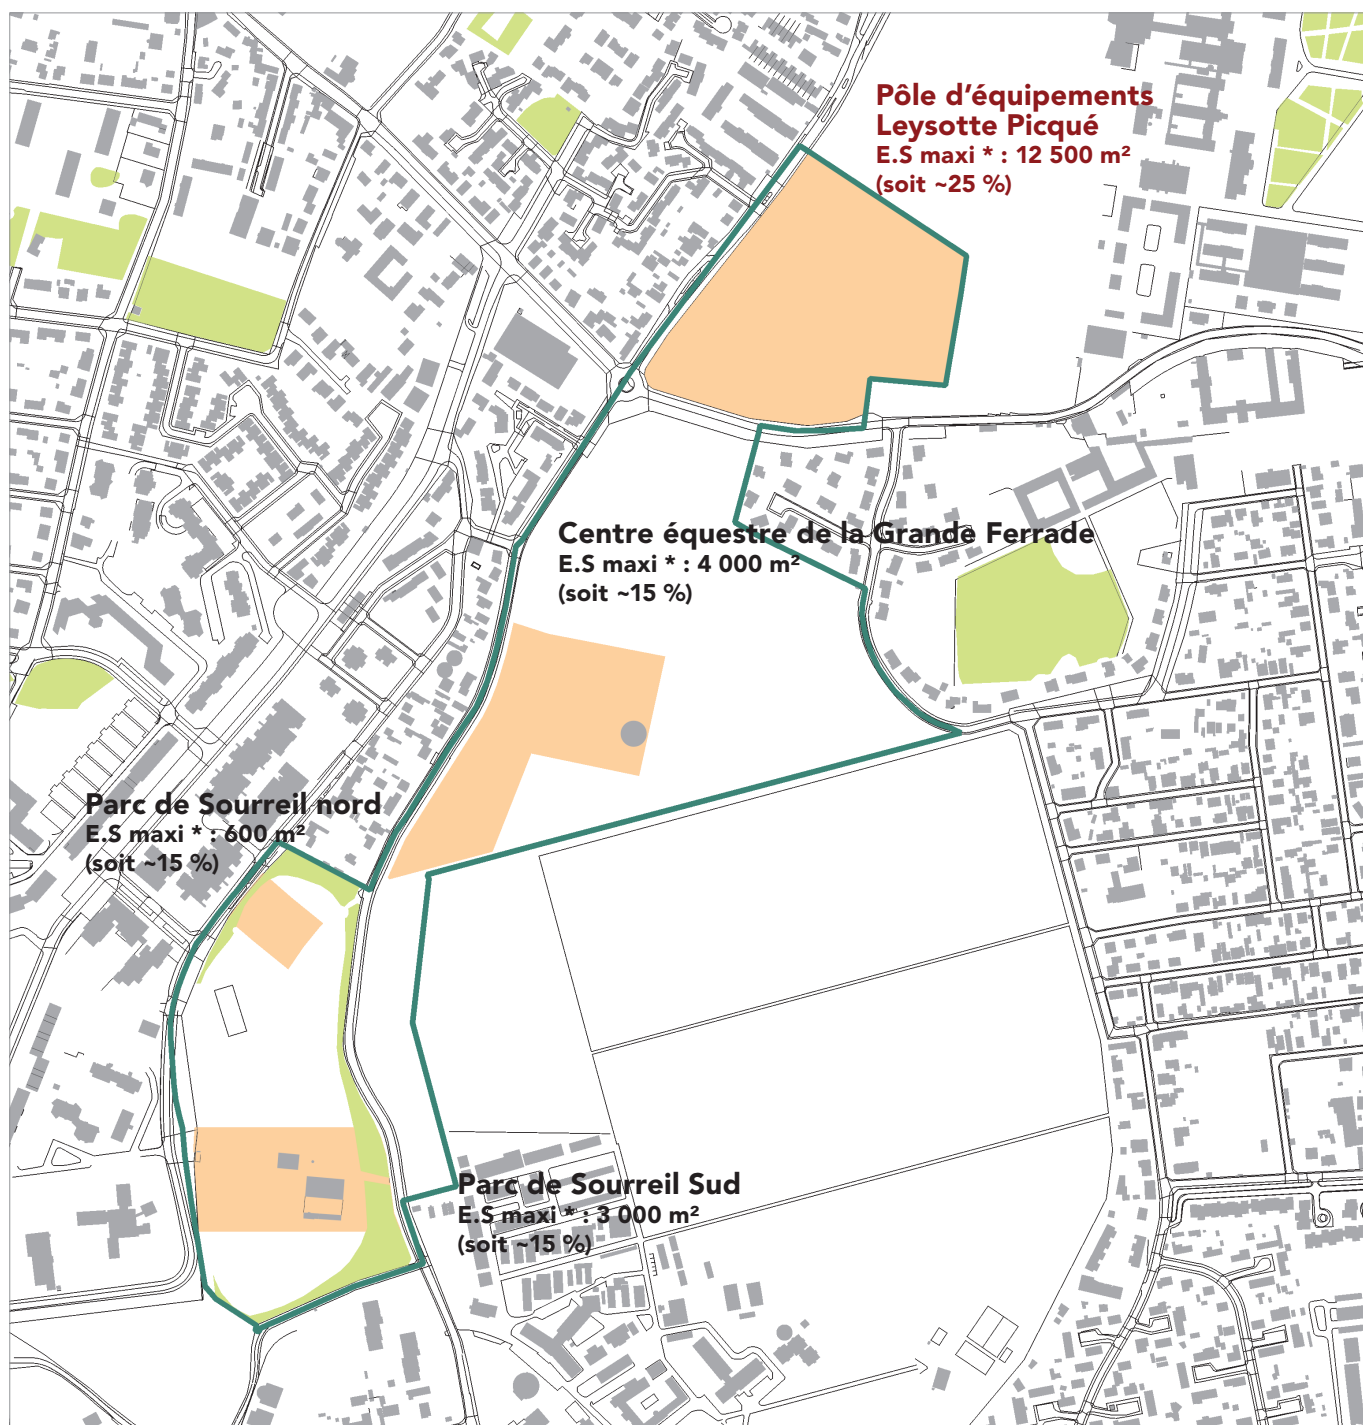 Pôle d'équipements
Leysotte Picqué
E.S maxi * : 12 500 m²
(soit ~25 %)
Centre équestre de la Grande Ferrade
E.S maxi * : 4 000 m²
(soit ~15 %)
Parc de Sourreil nord
E.S maxi * : 600 m²
(soit ~15 %)
Parc de Sourreil Sud
E.S maxi * : 3 000 m²
(soit ~15 %)